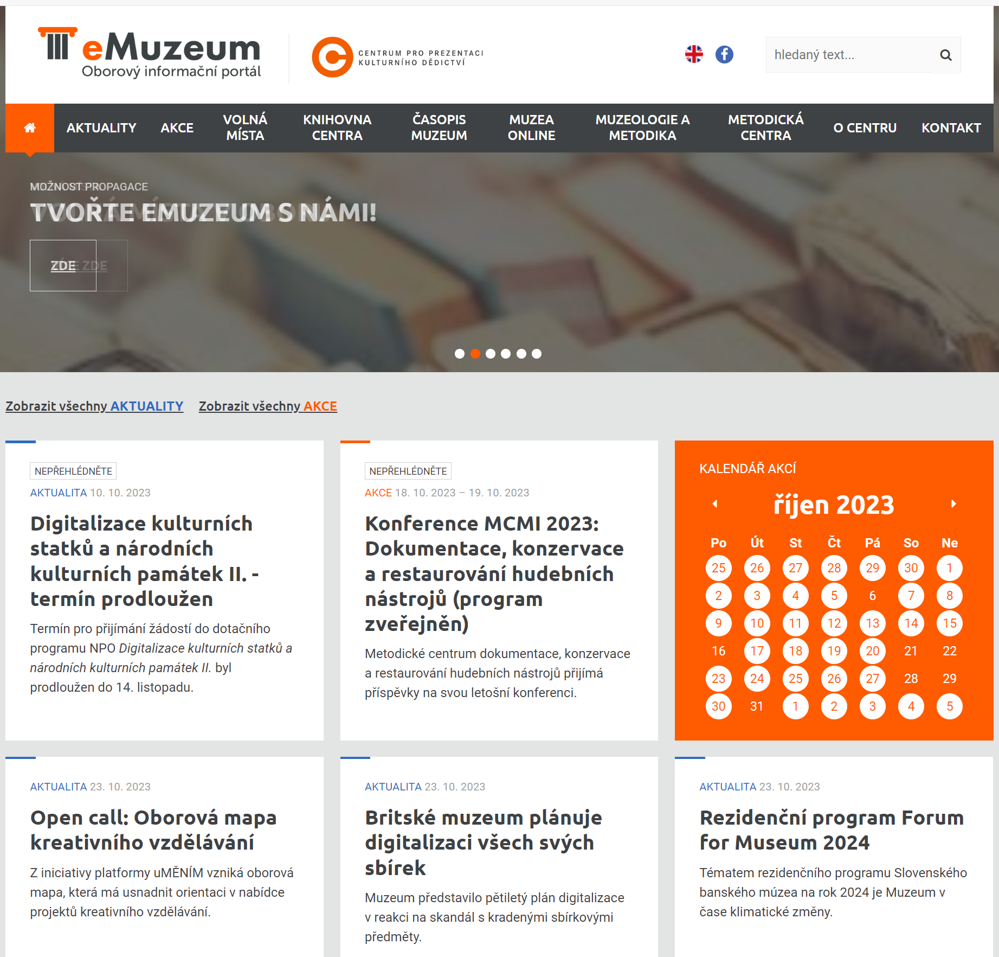 eMuzeum
Oborový informační portál
CENTRUM PRO PREZENTACI
KULTURNÍHO DĚDICTVÍ
hledaný text...
AKTUALITY
AKCE
VOLNÁ
MÍSTA
KNIHOVNA
CENTRA
ČASOPIS
MUZEUM
MUZEA
ONLINE
MUZEOLOGIE A
METODIKA
METODICKÁ
CENTRA
O CENTRU
KONTAKT
MOŽNOST PROPAGACE
TVOŘTE EMUZEUM S NÁMI!
ZDE
Zobrazit všechny AKTUALITY
Zobrazit všechny AKCE
NEPŘEHLÉDNĚTE
AKTUALITA 10. 10. 2023
Digitalizace kulturních
statků a národních
kulturních památek II. -
termín prodloužen
Termín pro přijímání žádostí do dotačního
programu NPO Digitalizace kulturních statků a
národních kulturních památek II. byl
prodloužen do 14. listopadu.
NEPŘEHLÉDNĚTE
AKCE 18. 10. 2023 – 19. 10. 2023
Konference MCMI 2023:
Dokumentace, konzervace
a restaurování hudebních
nástrojů (program
zveřejněn)
Metodické centrum dokumentace, konzervace
a restaurování hudebních nástrojů přijímá
příspěvky na svou letošní konferenci.
KALENDÁŘ AKCÍ
říjen 2023
Po Út St Čt Pá So Ne
25 26 27 28 29 30 1
2 3 4 5 6 7 8
9 10 11 12 13 14 15
16 17 18 19 20 21 22
23 24 25 26 27 28 29
30 31 1 2 3 4 5
AKTUALITA 23. 10. 2023
Open call: Oborová mapa
kreativního vzdělávání
Z iniciativy platformy uMĚNÍM vzniká oborová
mapa, která má usnadnit orientaci v nabídce
projektů kreativního vzdělávání.
AKTUALITA 23. 10. 2023
Britské muzeum plánuje
digitalizaci všech svých
sbírek
Muzeum představilo pětiletý plán digitalizace
v reakci na skandál s kradenými sbírkovými
předměty.
AKTUALITA 23. 10. 2023
Rezidenční program Forum
for Museum 2024
Tématem rezidenčního programu Slovenského
banského múzea na rok 2024 je Muzeum v
čase klimatické změny.